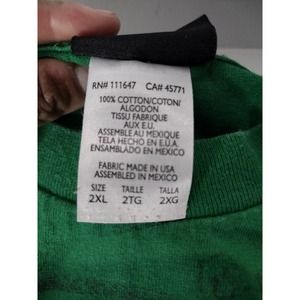 RN# 111647 CA# 45771
100% COTTON/COTON/
ALGODON
TISSU FABRIQUE
AUX E.U.
ASSEMBLE AU MEXIQUE
TELA HECHO EN E.U.A.
ENSAMBLADO EN MEXICO
FABRIC MADE IN USA
ASSEMBLED IN MEXICO
SIZE TAILLE TALLA
2XL 2TG 2XG